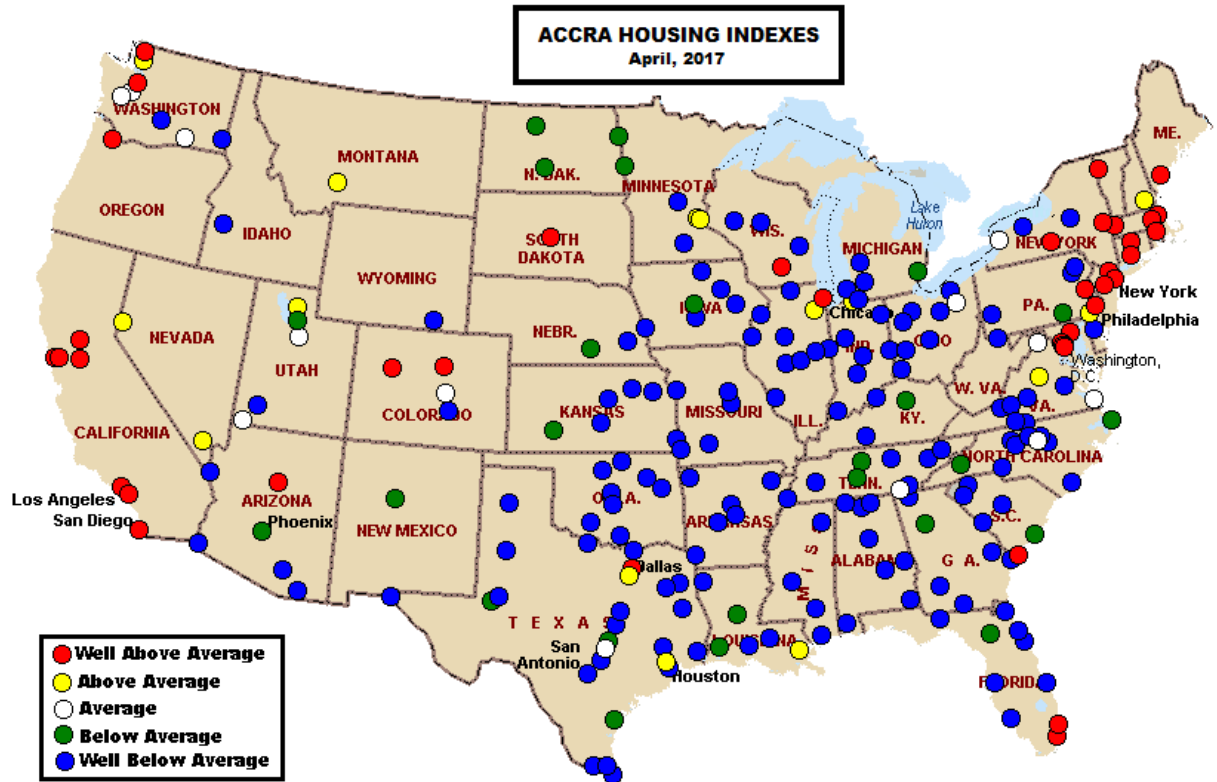 ACCRA HOUSING INDEXES
April, 2017
WASHINGTON
ME.
MONTANA
N. DAK.
MINNESOTA
OREGON
IDAHO
SOUTH
DAKOTA
WIS.
Lake
Huron
MICHIGAN
NEW YORK
WYOMING
IOWA
PA.
New York
NEVADA
NEBR.
Chicago
Philadelphia
IND.
OHIO
UTAH
Washington,
D.C.
COLORADO
KANSAS
MISSOURI
ILL.
W. VA.
VA.
KY.
CALIFORNIA
NORTH CAROLINA
TENN.
Los Angeles
ARIZONA
OKLA.
ARKANSAS
San Diego
Phoenix
NEW MEXICO
S.C.
MISS
ALABAMA
G A.
Dallas
T E X A S
LOUISIANA
San
Antonio
Houston
FLORIDA
Well Above Average
Above Average
Average
Below Average
Well Below Average